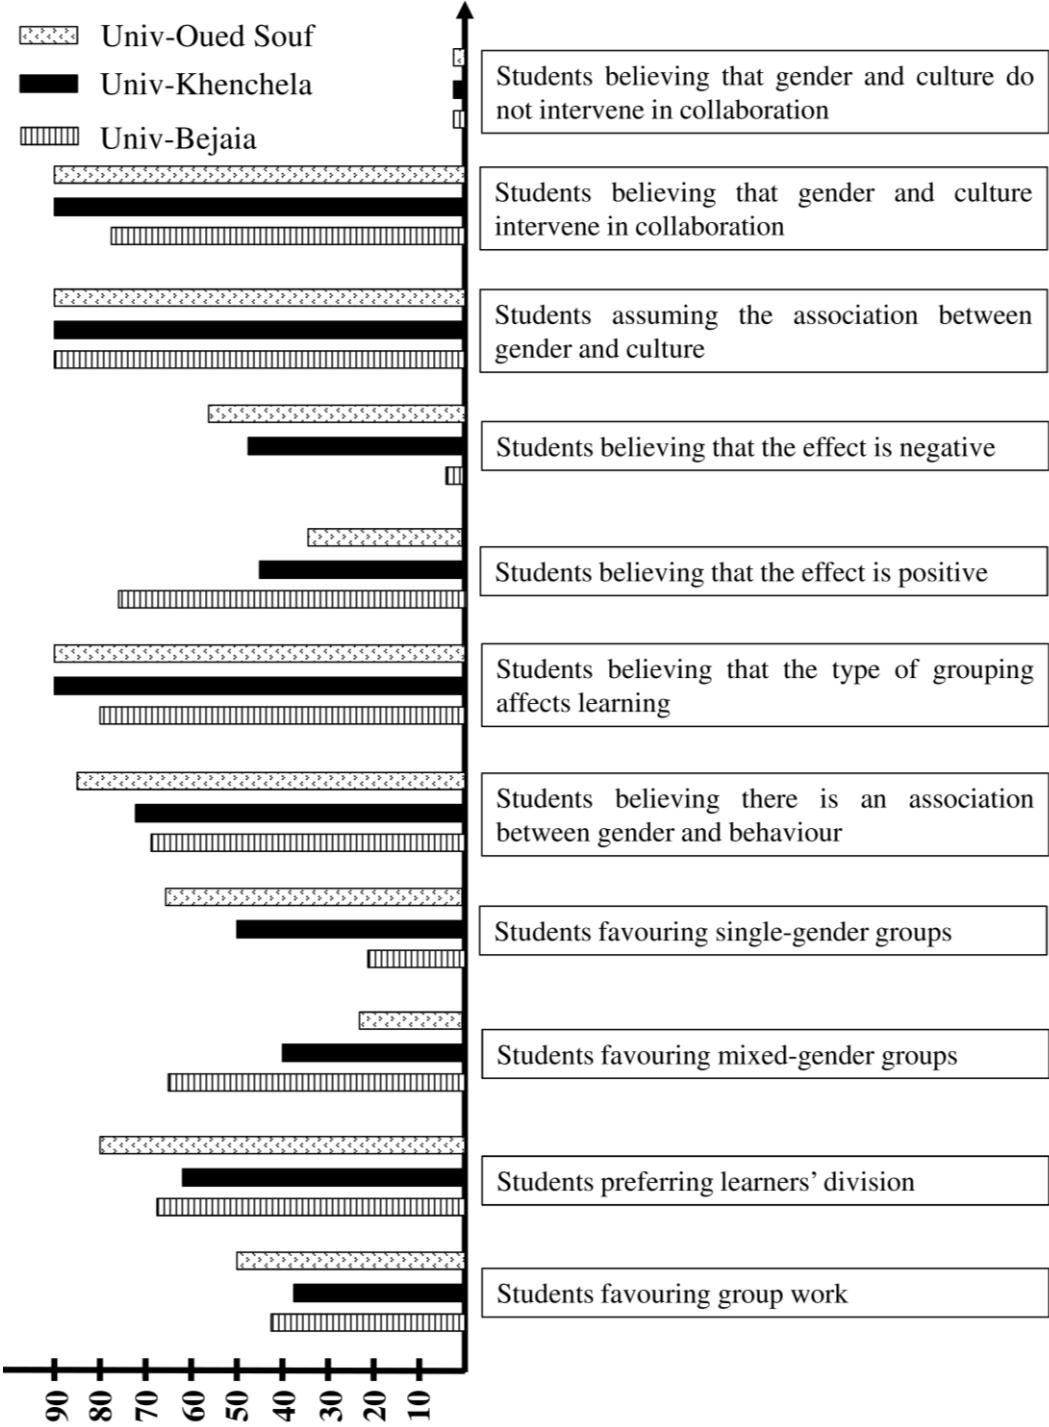 Univ-Oued Souf
Univ-Khenchela
Univ-Bejaia
Students believing that gender and culture do
not intervene in collaboration
Students believing that gender and culture
intervene in collaboration
Students assuming the association between
gender and culture
Students believing that the effect is negative
Students believing that the effect is positive
Students believing that the type of grouping
affects learning
Students believing there is an association
between gender and behaviour
Students favouring single-gender groups
Students favouring mixed-gender groups
Students preferring learners’ division
Students favouring group work
90 80 70 60 50 40 30 20 10